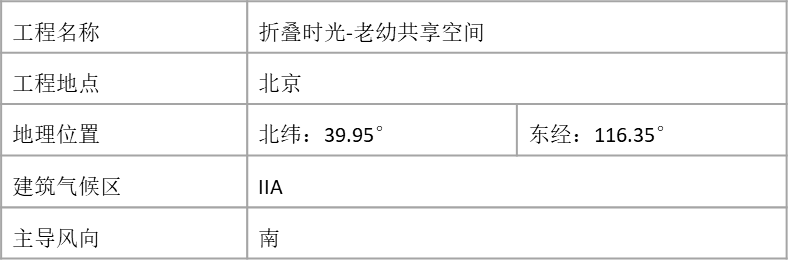 工程名称 折叠时光-老幼共享空间
工程地点 北京
地理位置 北纬：39.95° 东经：116.35°
建筑气候区 IIA
主导风向 南